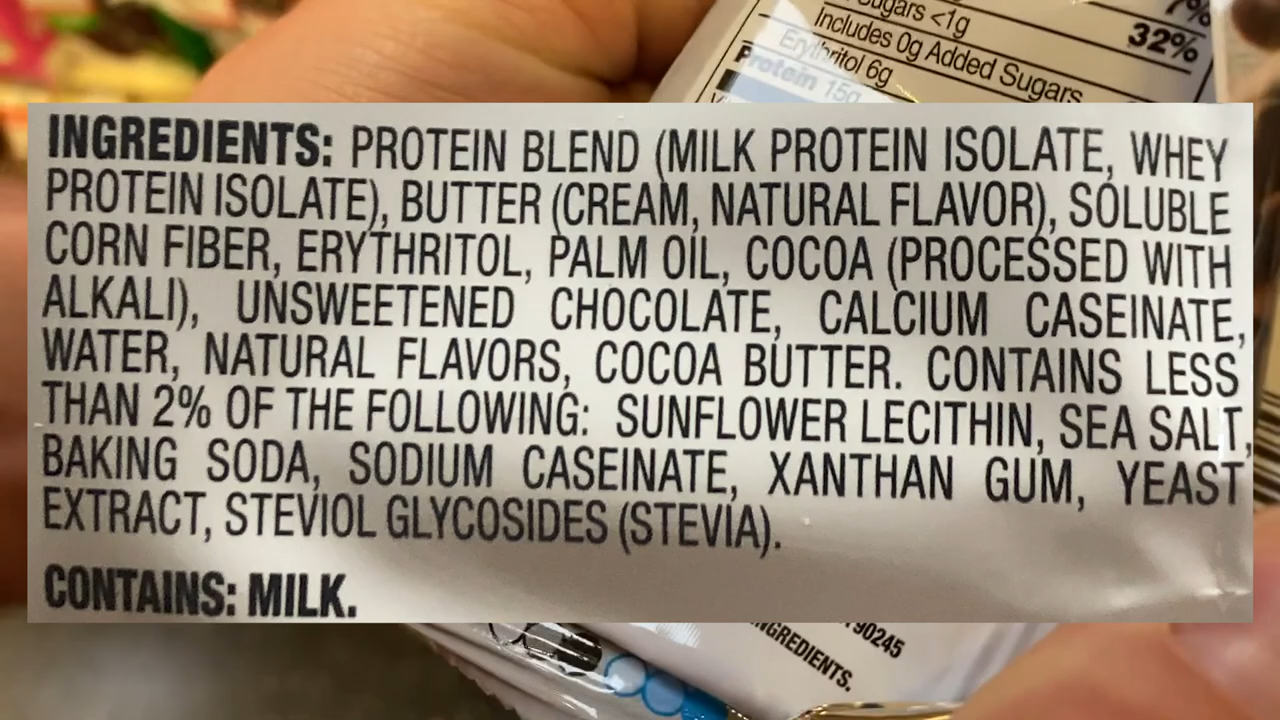 Sugars <1g
7%
Includes 0g Added Sugars
32%
Erythritol 6g
Protein 15g
INGREDIENTS: PROTEIN BLEND (MILK PROTEIN ISOLATE, WHEY
PROTEIN ISOLATE), BUTTER (CREAM, NATURAL FLAVOR), SOLUBLE
CORN FIBER, ERYTHRITOL, PALM OIL, COCOA (PROCESSED WITH
ALKALI), UNSWEETENED CHOCOLATE, CALCIUM CASEINATE,
WATER, NATURAL FLAVORS, COCOA BUTTER. CONTAINS LESS
THAN 2% OF THE FOLLOWING: SUNFLOWER LECITHIN, SEA SALT,
BAKING SODA, SODIUM CASEINATE, XANTHAN GUM, YEAST
EXTRACT, STEVIOL GLYCOSIDES (STEVIA).
CONTAINS: MILK.
90245
INGREDIENTS.